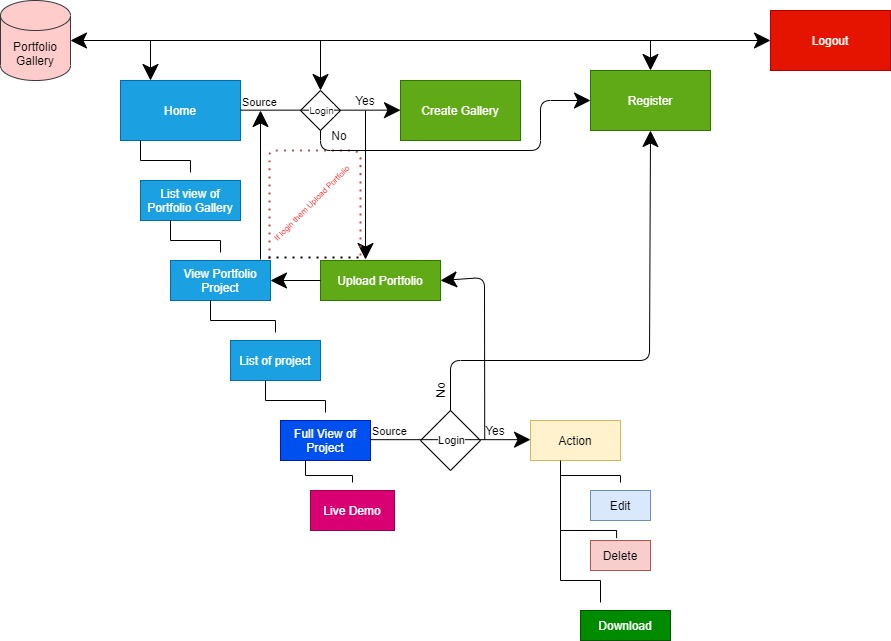 Portfolio
Gallery
Logout
Home
Source
Login
Yes
No
Create Gallery
Register
If login them Upload Portfolio
List view of
Portfolio Gallery
View Portfolio
Project
Upload Portfolio
List of project
No
Full View of
Project
Source
Login
Yes
Action
Live Demo
Edit
Delete
Download